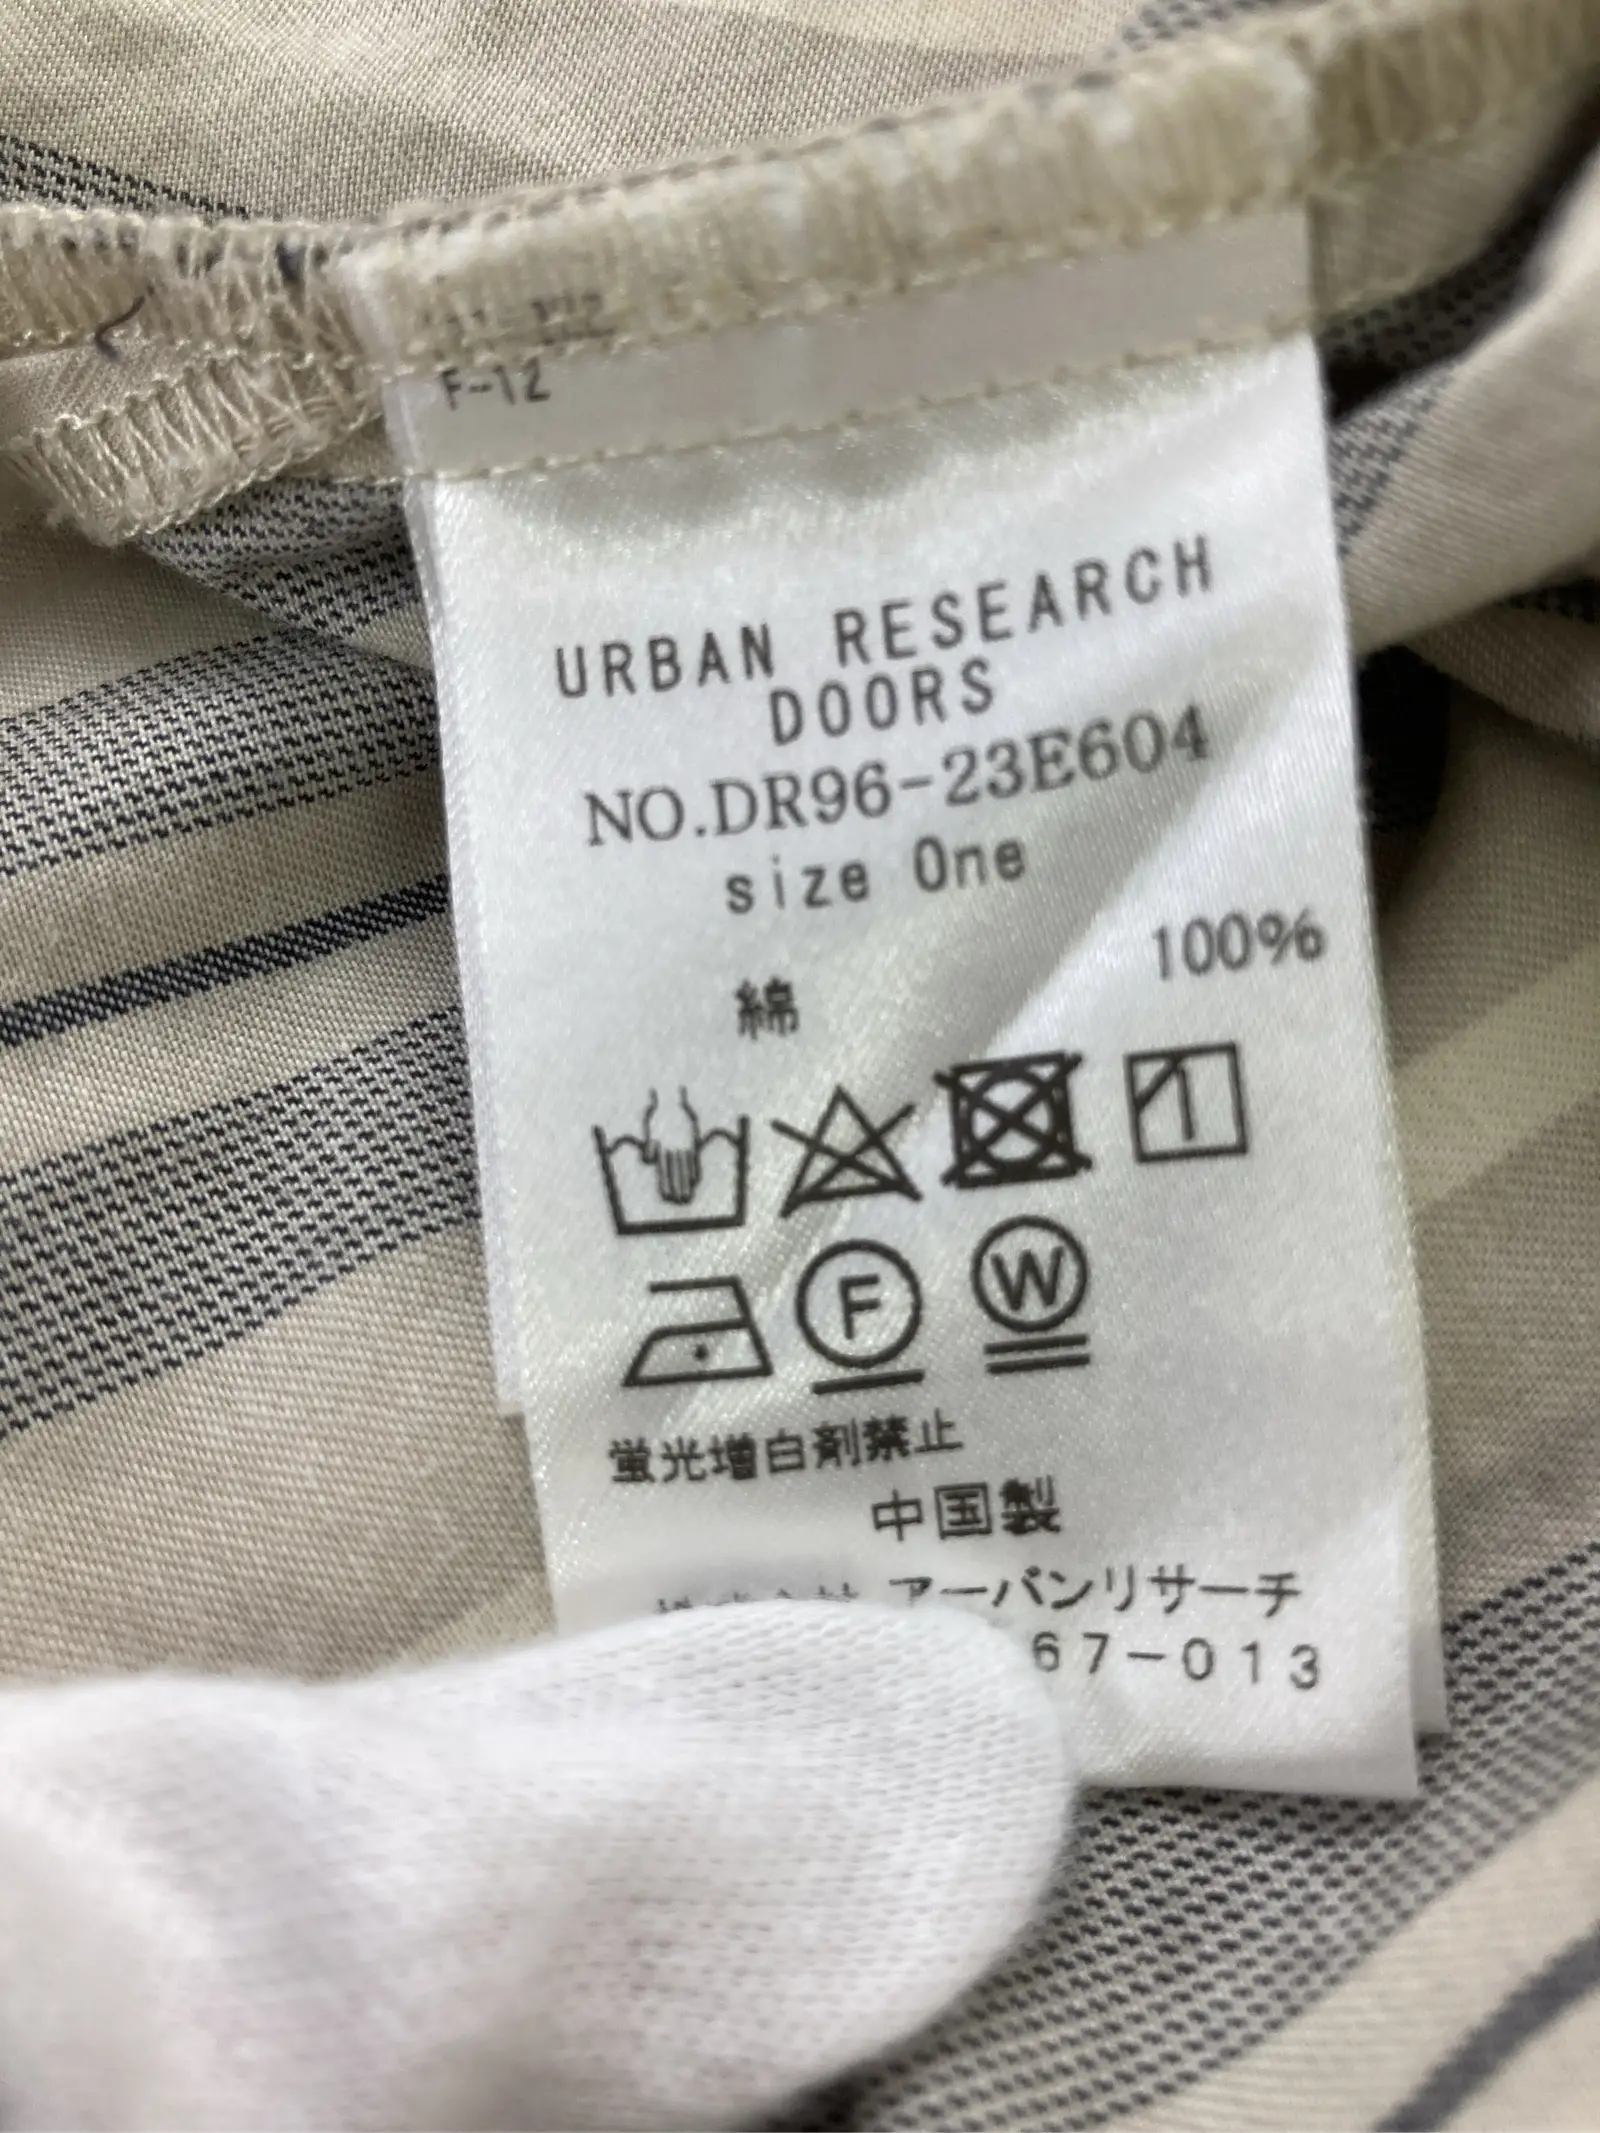 F-12
URBAN RESEARCH
DOORS
NO.DR96-23E604
size One
綿 100%
F W
蛍光増白剤禁止
中国製
アーバンリサーチ
67-013